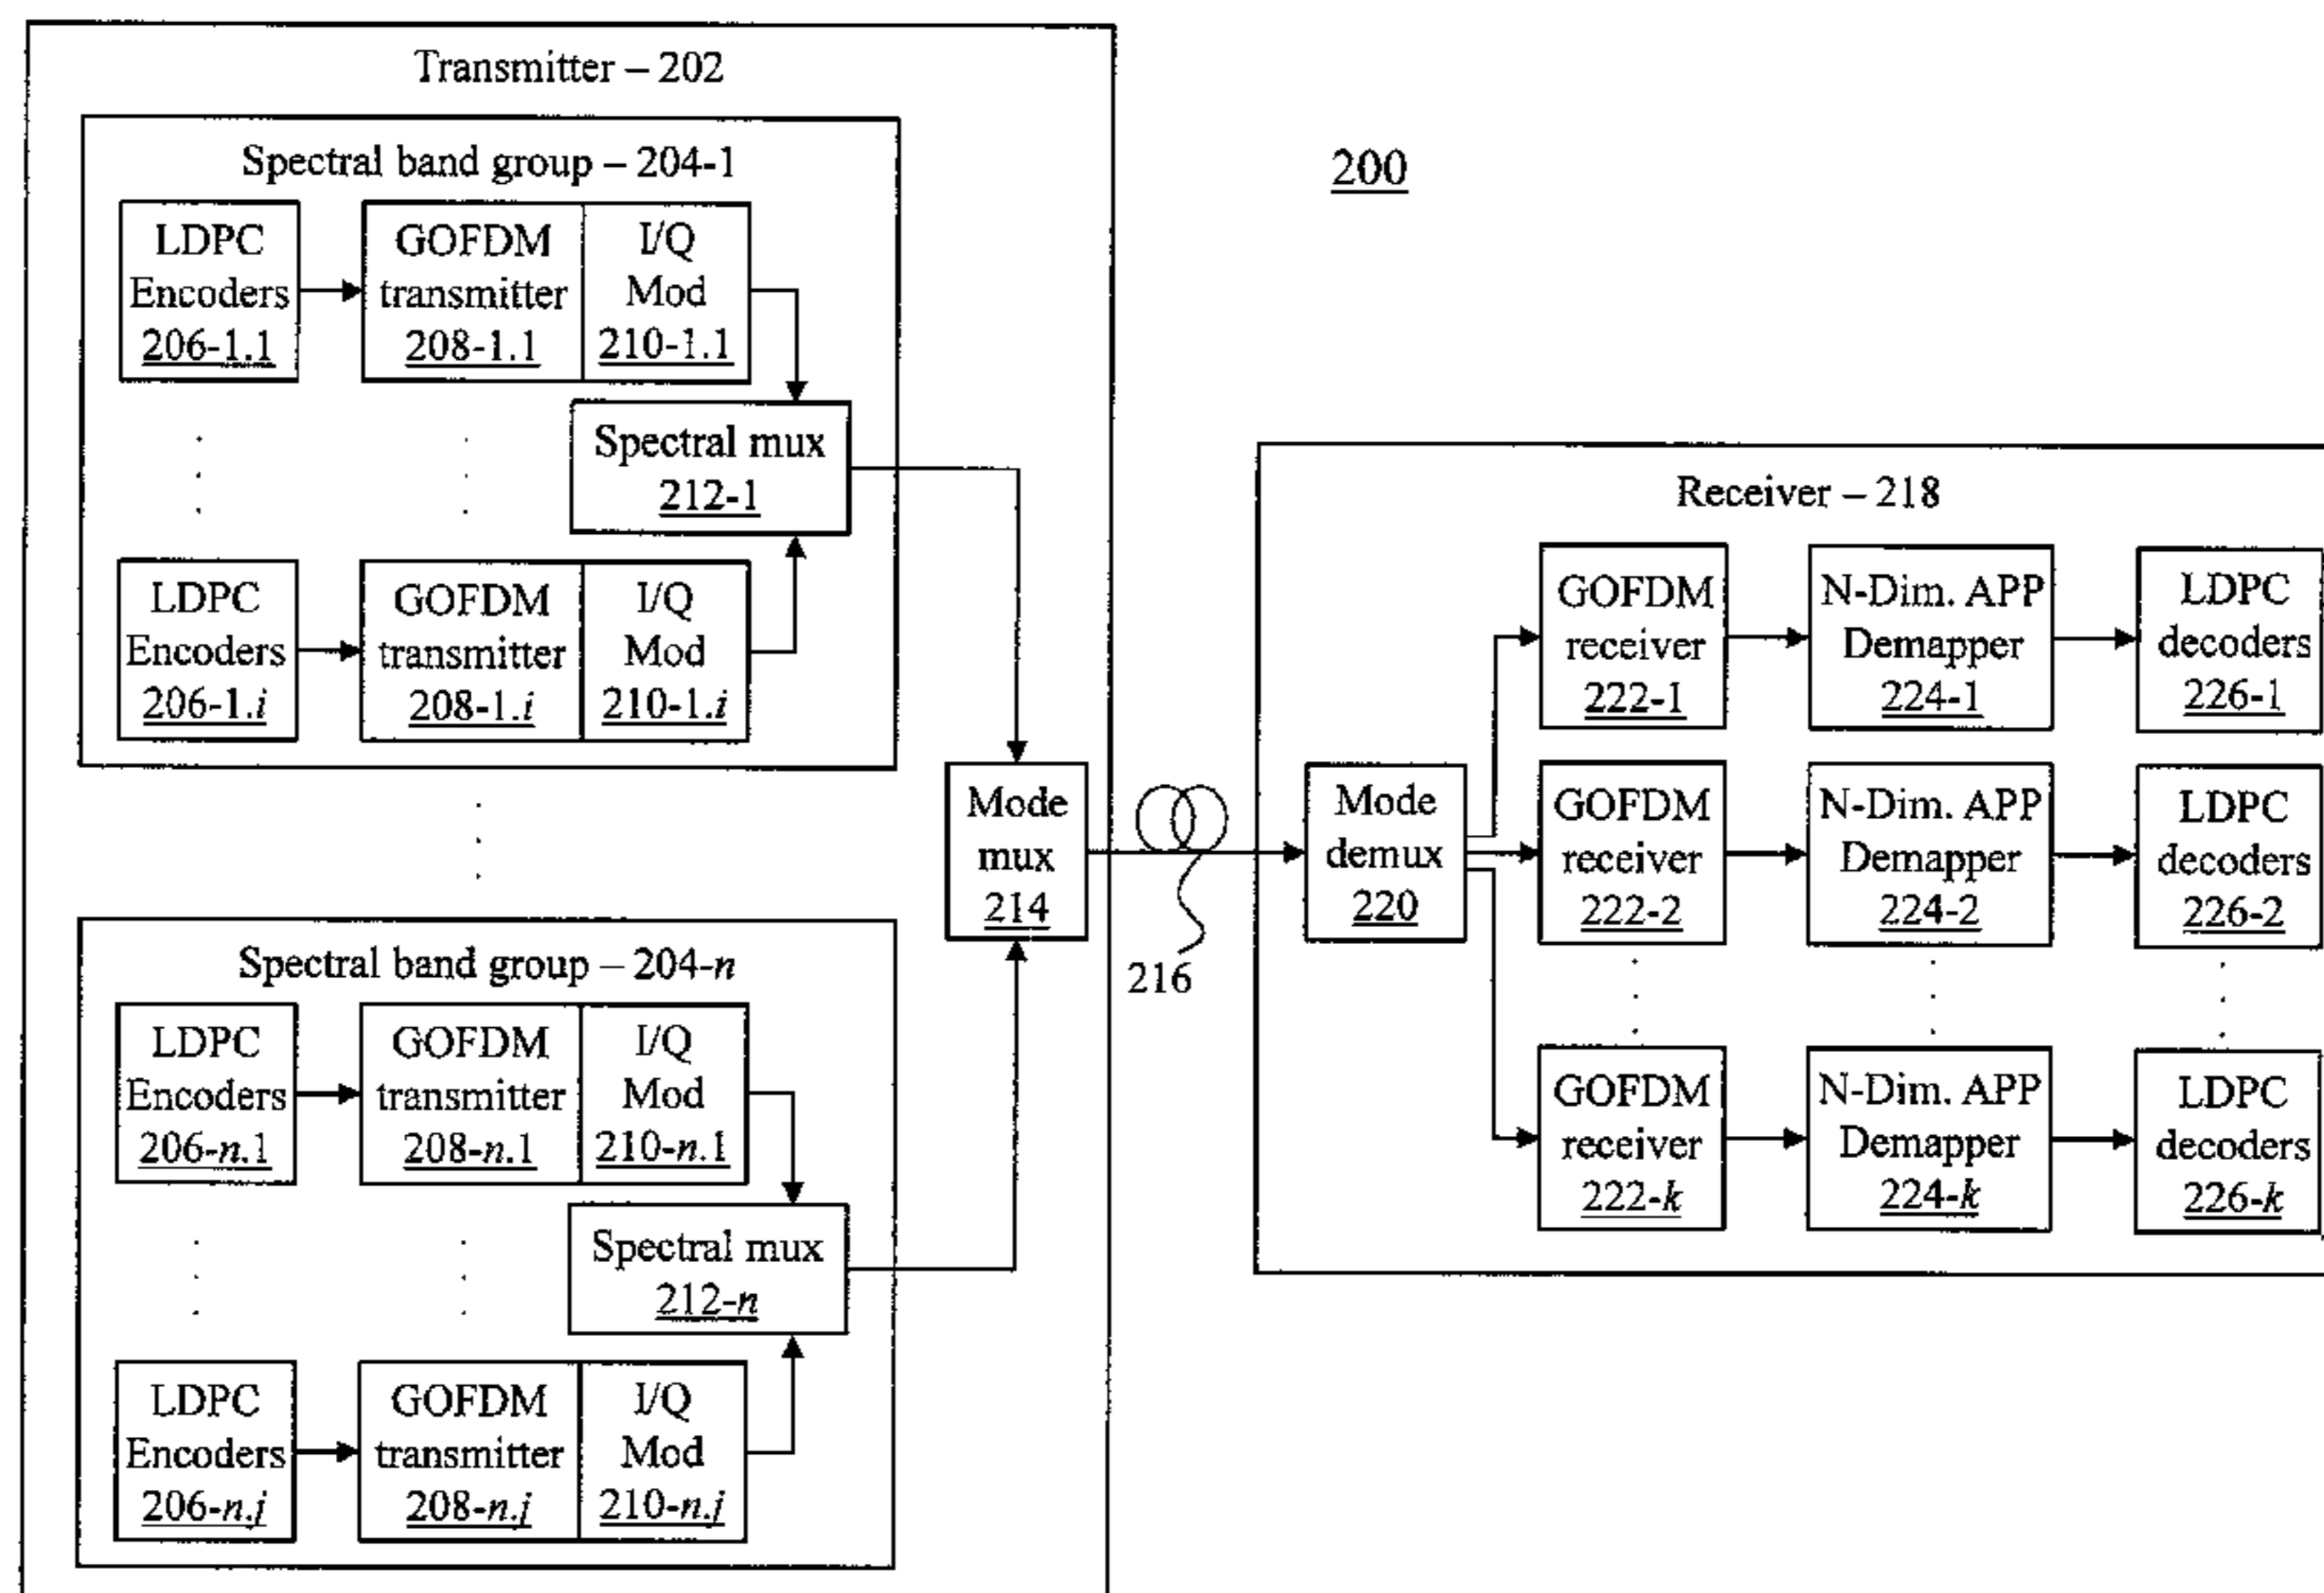 Transmitter – 202
200
Spectral band group – 204-1
LDPC
Encoders
206-1.1
GOFDM
transmitter
208-1.1
I/Q
Mod
210-1.1
Spectral mux
212-1
LDPC
Encoders
206-1.i
GOFDM
transmitter
208-1.i
I/Q
Mod
210-1.i
Spectral band group – 204-n
LDPC
Encoders
206-n.1
GOFDM
transmitter
208-n.1
I/Q
Mod
210-n.1
Spectral mux
212-n
LDPC
Encoders
206-n.j
GOFDM
transmitter
208-n.j
I/Q
Mod
210-n.j
Mode
mux
214
216
Receiver – 218
Mode
demux
220
GOFDM
receiver
222-1
N-Dim. APP
Demapper
224-1
LDPC
decoders
226-1
GOFDM
receiver
222-2
N-Dim. APP
Demapper
224-2
LDPC
decoders
226-2
GOFDM
receiver
222-k
N-Dim. APP
Demapper
224-k
LDPC
decoders
226-k